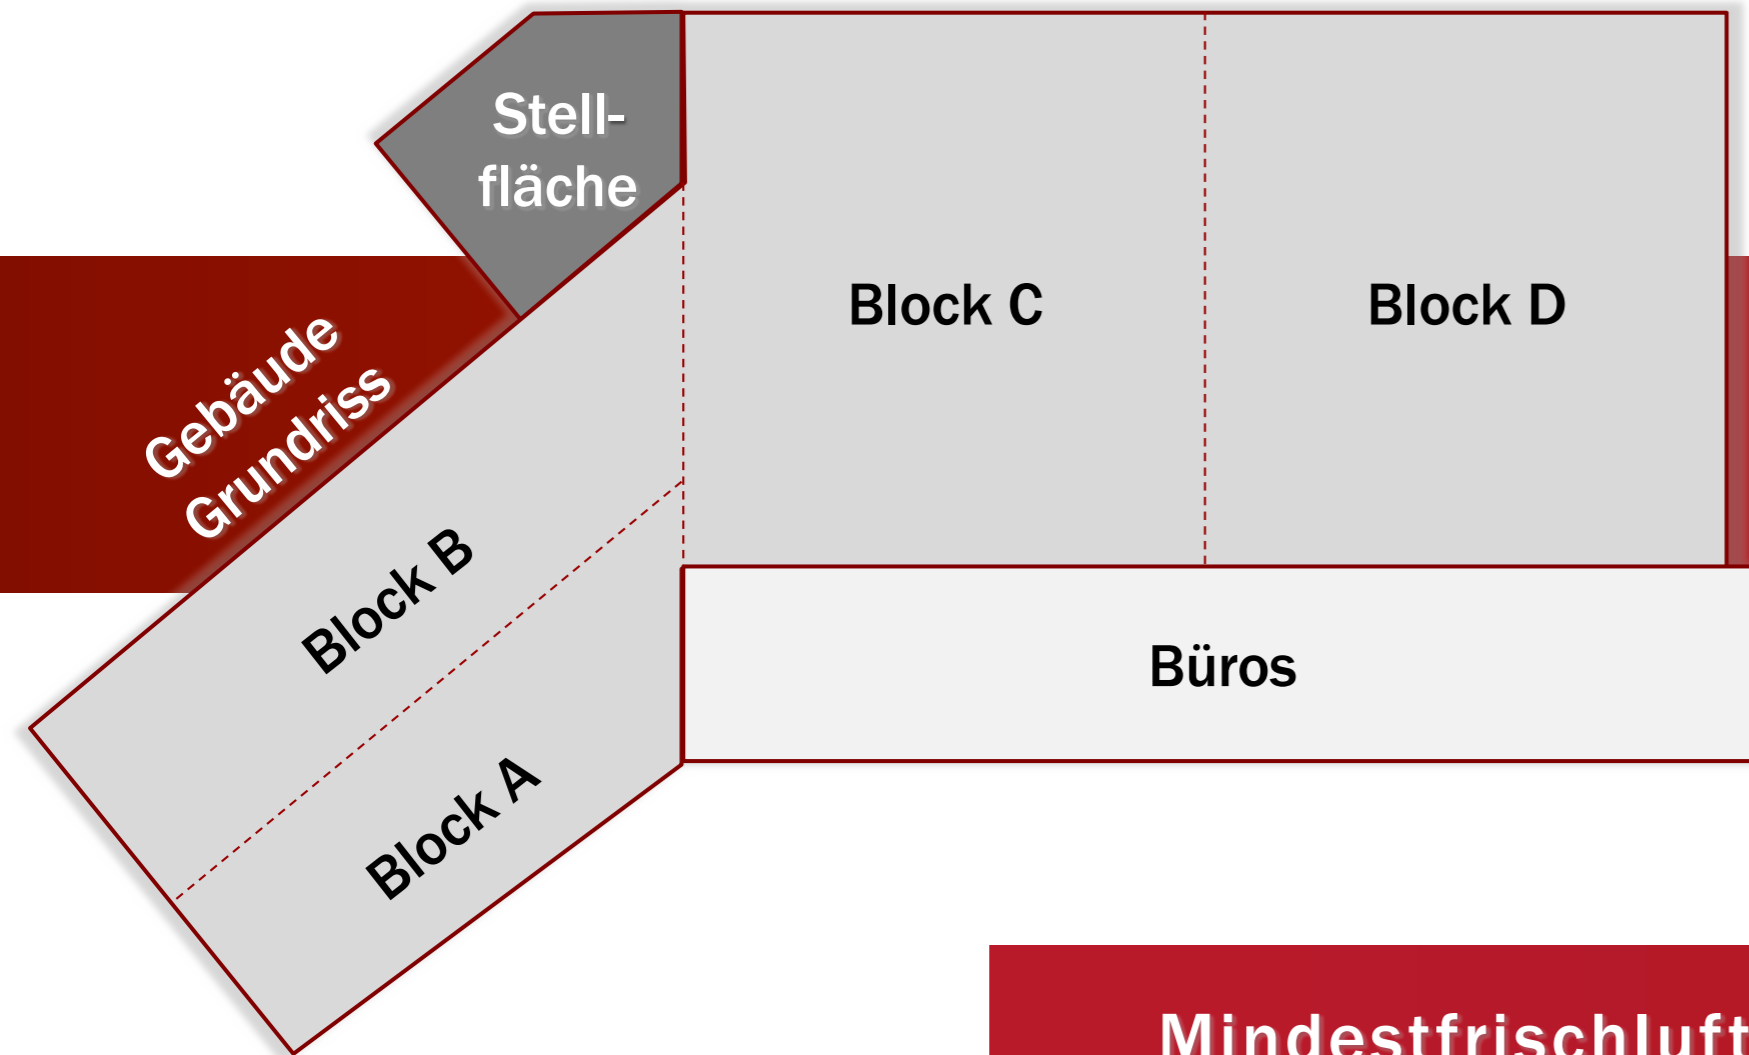 Stell-
fläche
Block C
Block D
Gebäude
Grundriss
Block B
Büros
Block A
Mindestfrischluft